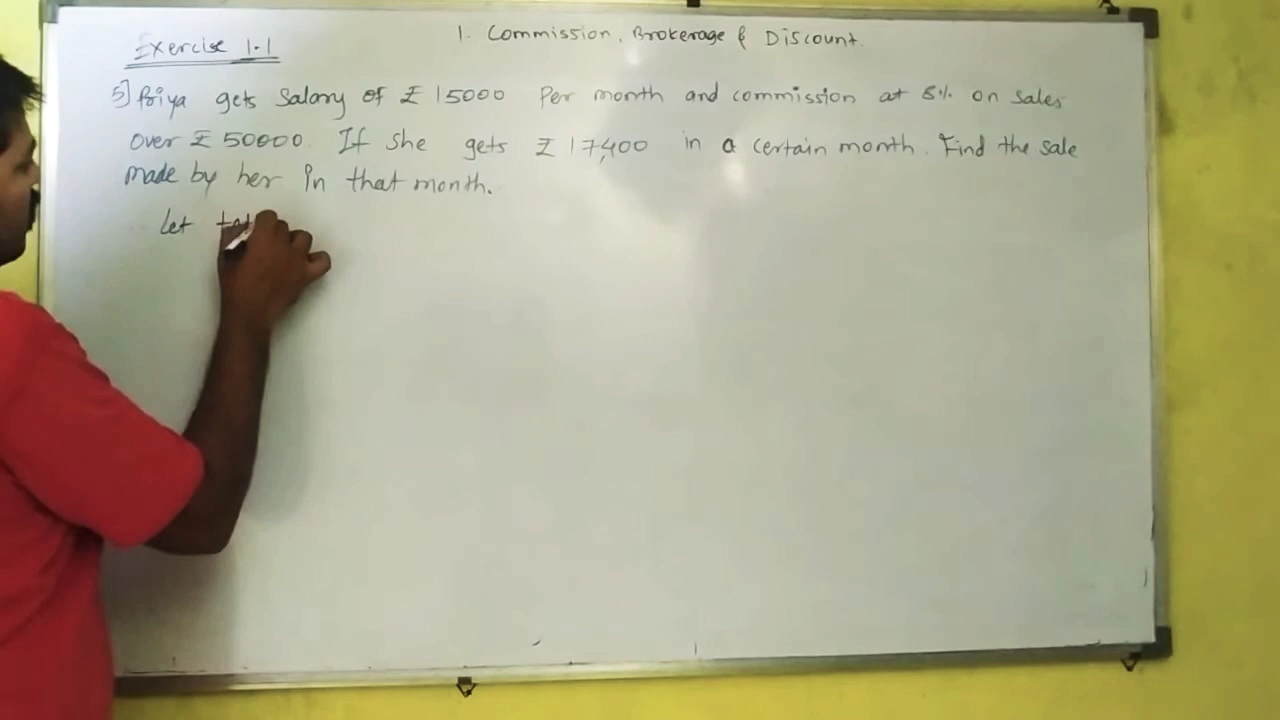 1. Commission, Brokerage & Discount.
Exercise 1.1
5] Priya gets Salary of ₹ 15000 Per month and commission at 8% on sales
over ₹ 50000. If she gets ₹ 17,400 in a certain month. Find the sale
made by her in that month.
Let tot